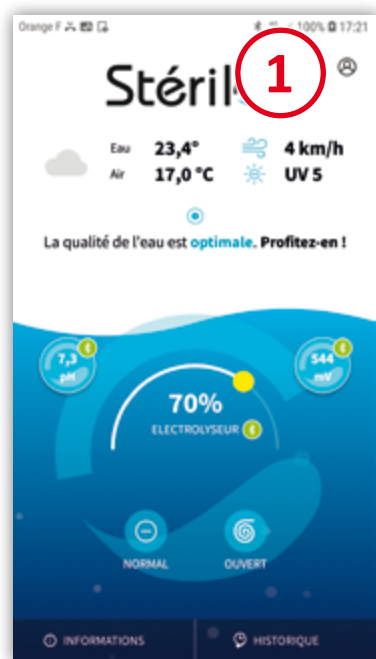 Orange F 100% 17:21
1
Stéril
Eau 23,4° 4 km/h
Air 17,0 °C UV 5
La qualité de l'eau est optimale. Profitez-en !
7,3 pH
544 mV
70%
ELECTROLYSEUR
NORMAL OUVERT
INFORMATIONS HISTORIQUE